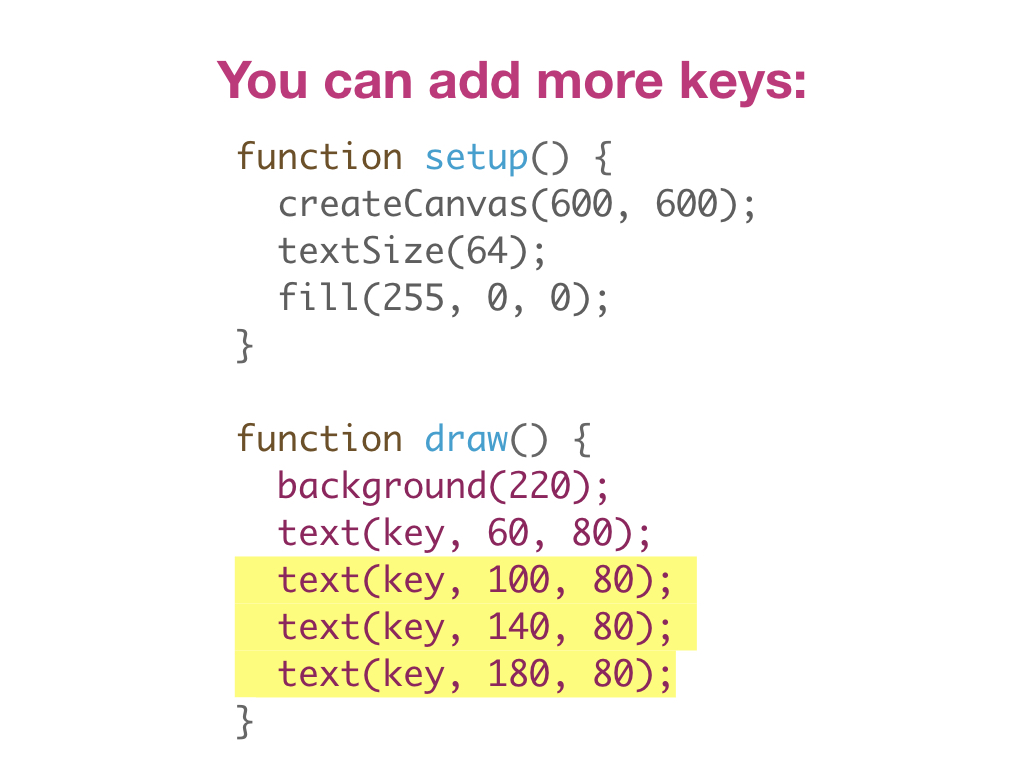 You can add more keys:
function setup() {
  createCanvas(600, 600);
  textSize(64);
  fill(255, 0, 0);
}

function draw() {
  background(220);
  text(key, 60, 80);
  text(key, 100, 80);
  text(key, 140, 80);
  text(key, 180, 80);
}